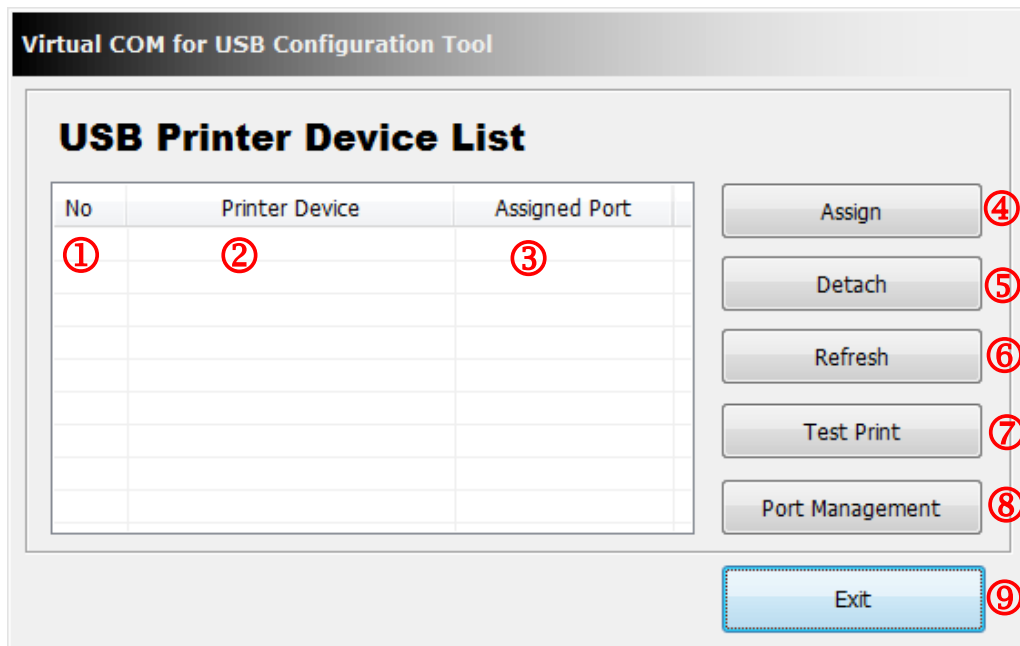 Virtual COM for USB Configuration Tool
USB Printer Device List
No Printer Device Assigned Port
① ② ③
Assign ④
Detach ⑤
Refresh ⑥
Test Print ⑦
Port Management ⑧
Exit ⑨